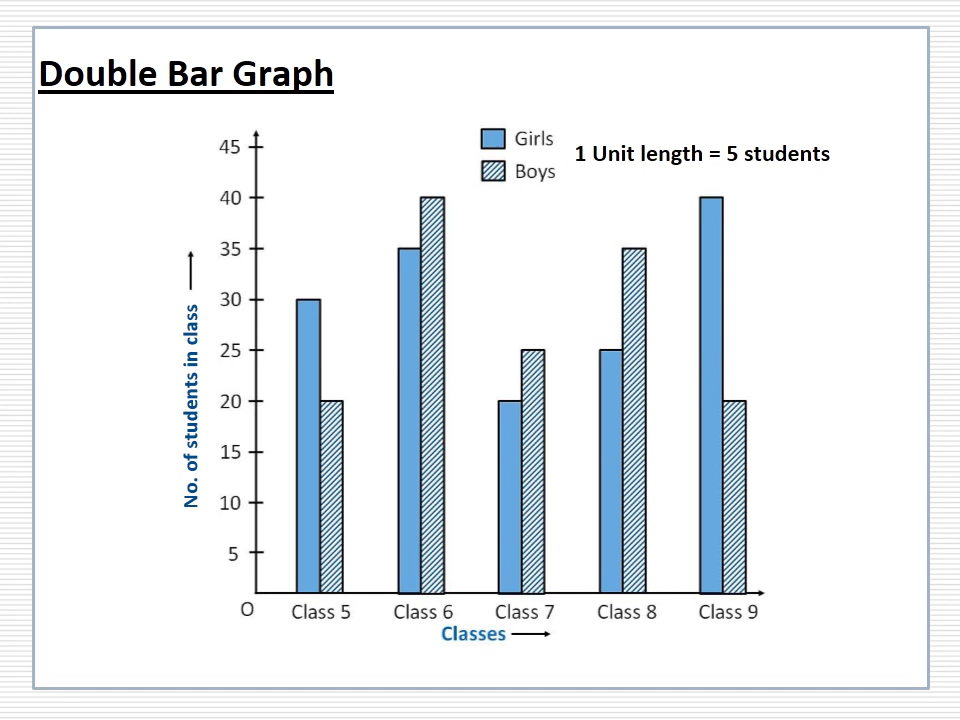 Double Bar Graph
Girls
Boys
1 Unit length = 5 students
45
40
35
30
25
20
15
10
5
O
No. of students in class
Class 5
Class 6
Class 7
Class 8
Class 9
Classes